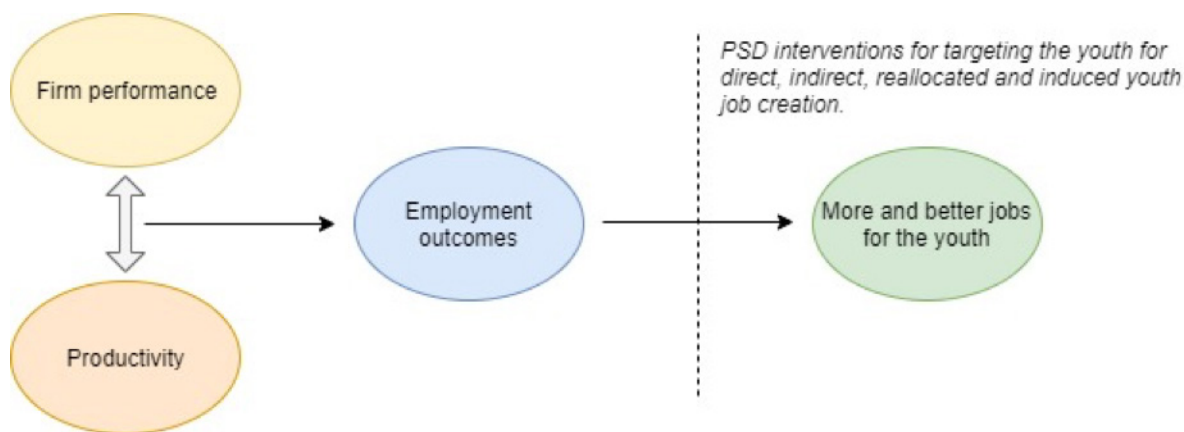 Firm performance
Productivity
Employment
outcomes
PSD interventions for targeting the youth for
direct, indirect, reallocated and induced youth
job creation.
More and better jobs
for the youth